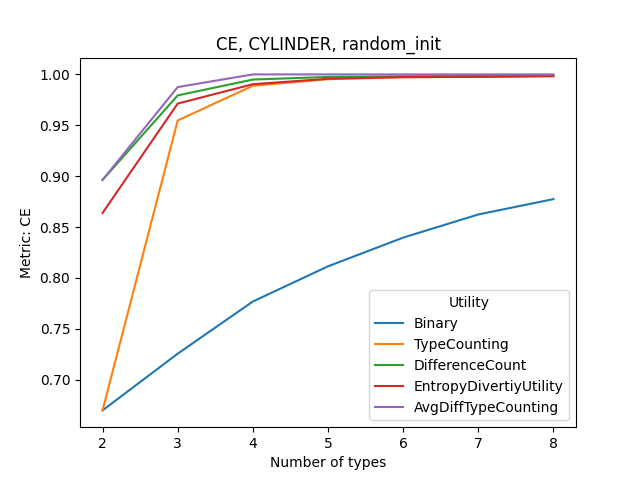 CE, CYLINDER, random_init
1.00
0.95
0.90
0.85
0.80
0.75
0.70
Metric: CE
Utility
Binary
TypeCounting
DifferenceCount
EntropyDivertiyUtility
AvgDiffTypeCounting
2 3 4 5 6 7 8
Number of types